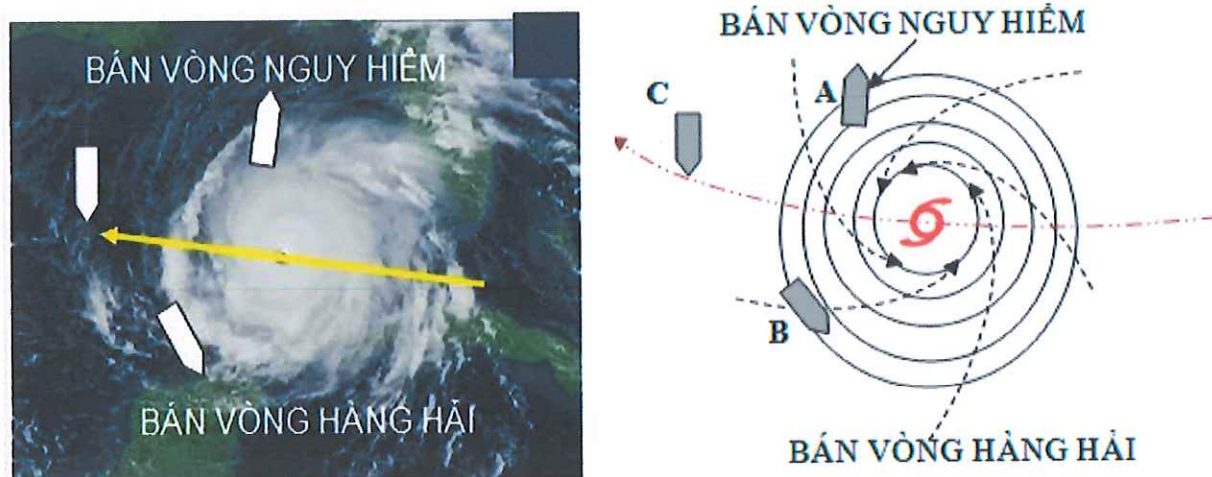 BÁN VÒNG NGUY HIỂM
BÁN VÒNG HÀNG HẢI
BÁN VÒNG NGUY HIỂM
A
C
B
BÁN VÒNG HÀNG HẢI